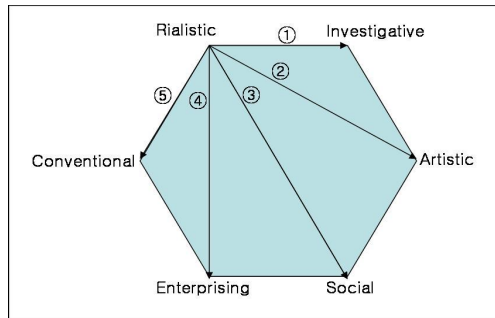 Rialistic
Investigative
①
②
③
④
⑤
Conventional
Artistic
Enterprising
Social